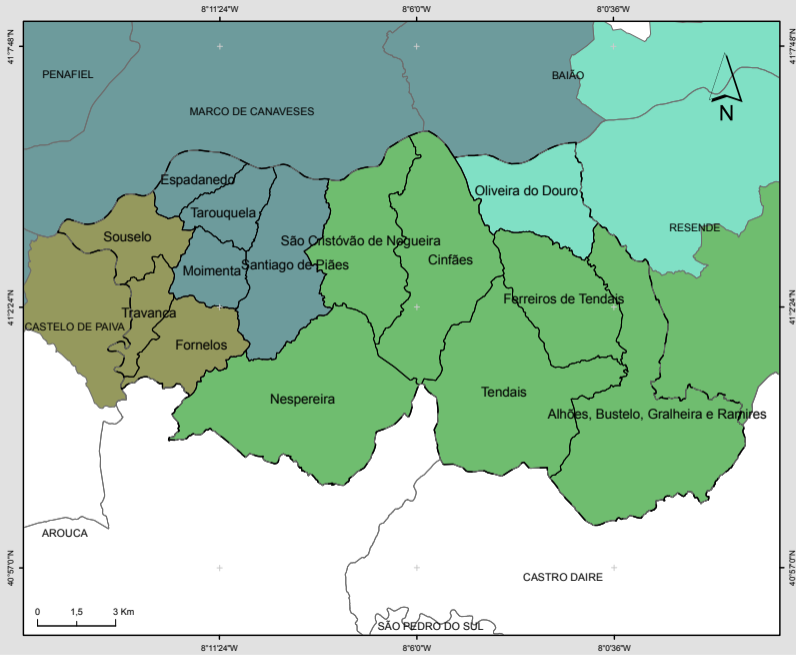 8°11'24"W
8°6'0"W
8°0'36"W
41°7'48"N
41°7'48"N
PENAFIEL
BAIÃO
MARCO DE CANAVESES
N
Espadanedo
Oliveira do Douro
Tarouquela
RESENDE
Souselo
São Cristóvão de Nogueira
Cinfães
Santiago de Piães
Moimenta
41°2'24"N
Ferreiros de Tendais
41°2'24"N
Travanca
CASTELO DE PAIVA
Fornelos
Tendais
Nespereira
Alhões, Bustelo, Gralheira e Ramires
AROUCA
40°57'0"N
40°57'0"N
CASTRO DAIRE
0 1,5 3 Km
SÃO PEDRO DO SUL
8°11'24"W
8°6'0"W
8°0'36"W